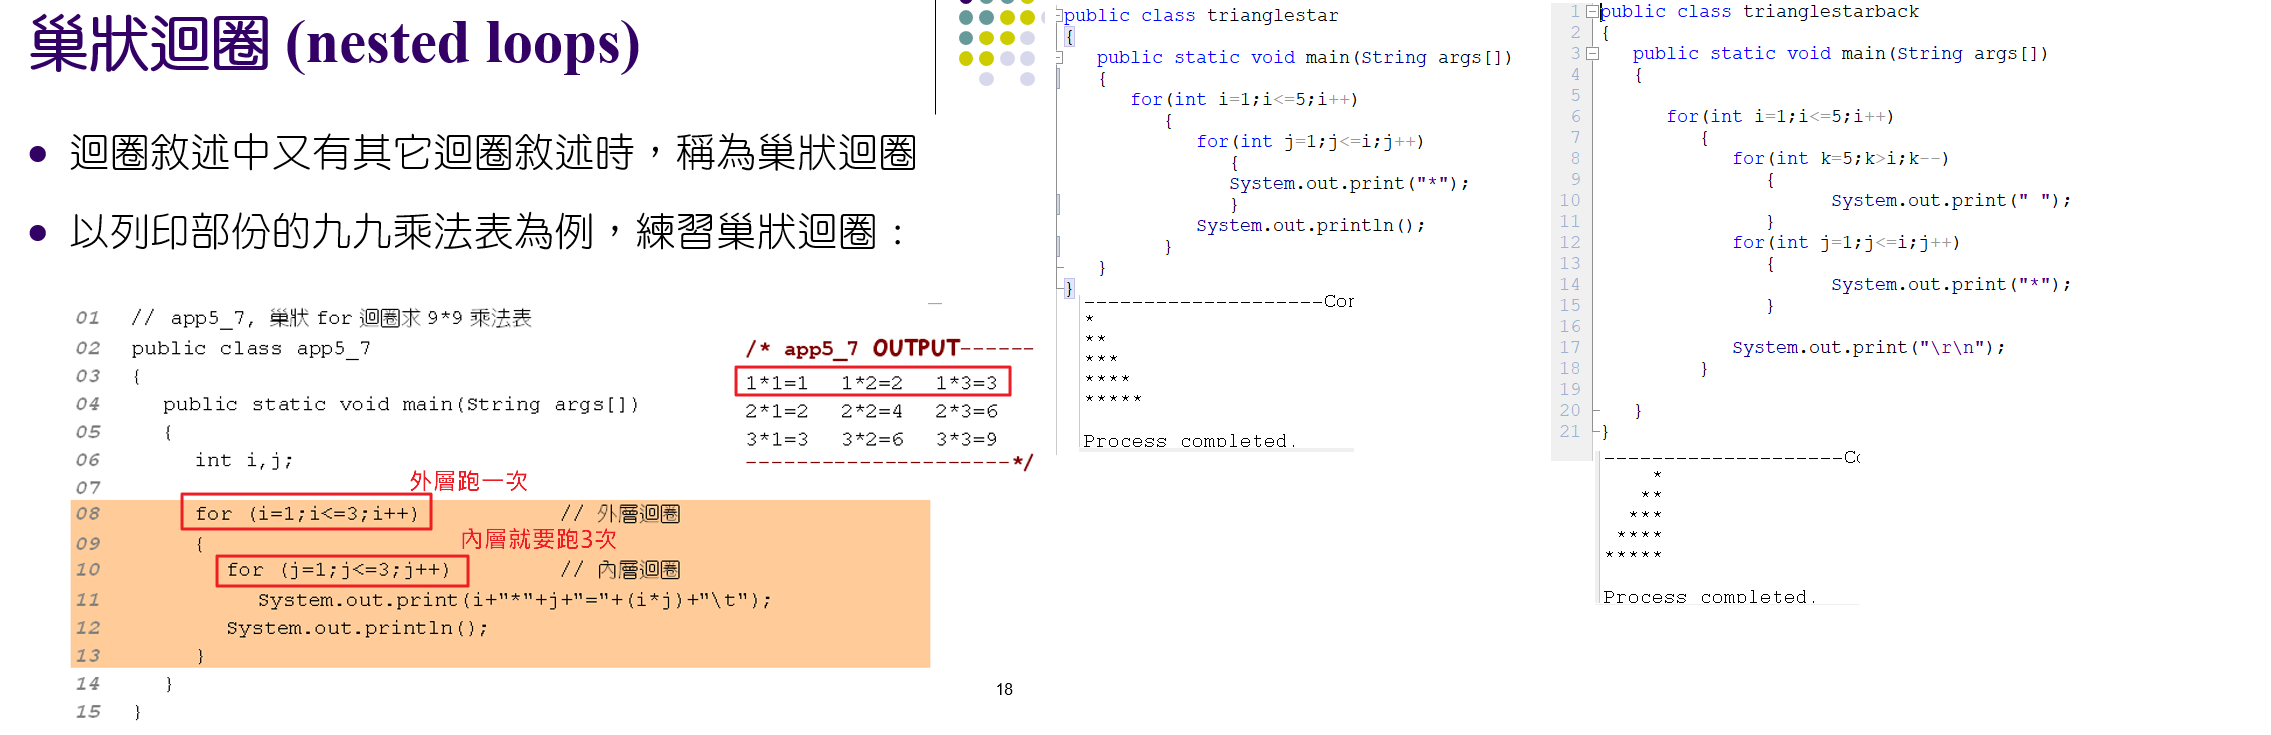 巢狀迴圈 (nested loops)
● 迴圈敘述中又有其它迴圈敘述時，稱為巢狀迴圈
● 以列印部份的九九乘法表為例，練習巢狀迴圈：
01 // app5_7, 巢狀 for 迴圈求 9*9 乘法表
02 public class app5_7
03 {
04 public static void main(String args[])
05 {
06 int i,j;
07
外層跑一次
08 for (i=1;i<=3;i++) // 外層迴圈
09 {
內層就要跑3次
10 for (j=1;j<=3;j++) // 內層迴圈
11 System.out.print(i+"*"+j+"="+(i*j)+"\t");
12 System.out.println();
13 }
14 }
15 }
/* app5_7 OUTPUT------
1*1=1 1*2=2 1*3=3
2*1=2 2*2=4 2*3=6
3*1=3 3*2=6 3*3=9
---------------------*/
18
public class trianglestar
{
public static void main(String args[])
{
for(int i=1;i<=5;i++)
{
for(int j=1;j<=i;j++)
{
System.out.print("*");
}
System.out.println();
}
}
}
--------------------Cor
*
**
***
****
*****
Process completed.
1 public class trianglestarback
2 {
3 public static void main(String args[])
4 {
5
6 for(int i=1;i<=5;i++)
7 {
8 for(int k=5;k>i;k--)
9 {
10 System.out.print(" ");
11 }
12 for(int j=1;j<=i;j++)
13 {
14 System.out.print("*");
15 }
16
17 System.out.print("\r\n");
18 }
19
20 }
21 }
--------------------Co
*
**
***
****
*****
Process completed.